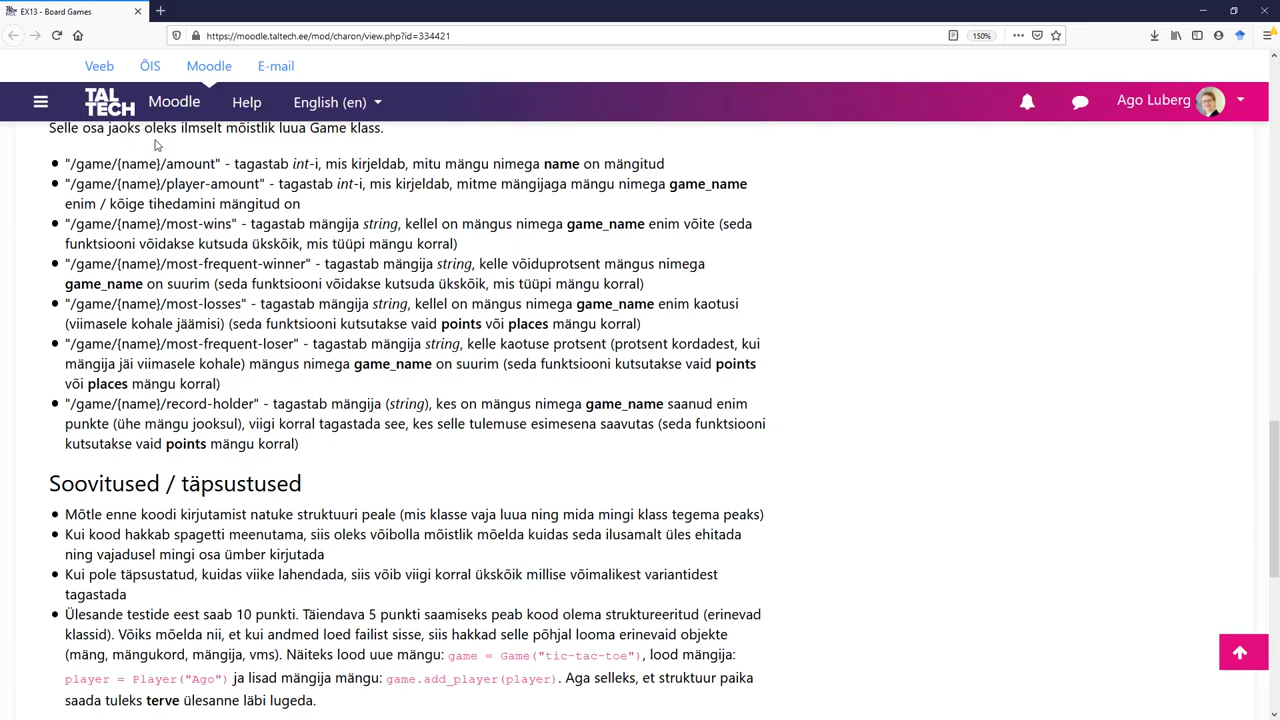 EX13 - Board Games
https://moodle.taltech.ee/mod/charon/view.php?id=334421
150%
Veeb ÕIS Moodle E-mail
TAL TECH Moodle Help English (en) Ago Luberg
Selle osa jaoks oleks ilmselt mõistlik luua Game klass.
"/game/{name}/amount" - tagastab int-i, mis kirjeldab, mitu mängu nimega name on mängitud
"/game/{name}/player-amount" - tagastab int-i, mis kirjeldab, mitme mängijaga mängu nimega game_name
enim / kõige tihedamini mängitud on
"/game/{name}/most-wins" - tagastab mängija string, kellel on mängus nimega game_name enim võite (seda
funktsiooni võidakse kutsuda ükskõik, mis tüüpi mängu korral)
"/game/{name}/most-frequent-winner" - tagastab mängija string, kelle võiduprotsent mängus nimega
game_name on suurim (seda funktsiooni võidakse kutsuda ükskõik, mis tüüpi mängu korral)
"/game/{name}/most-losses" - tagastab mängija string, kellel on mängus nimega game_name enim kaotusi
(viimasele kohale jäämisi) (seda funktsiooni kutsutakse vaid points või places mängu korral)
"/game/{name}/most-frequent-loser" - tagastab mängija string, kelle kaotuse protsent (protsent kordadest, kui
mängija jäi viimasele kohale) mängus nimega game_name on suurim (seda funktsiooni kutsutakse vaid points
või places mängu korral)
"/game/{name}/record-holder" - tagastab mängija (string), kes on mängus nimega game_name saanud enim
punkte (ühe mängu jooksul), viigi korral tagastada see, kes selle tulemuse esimesena saavutas (seda funktsiooni
kutsutakse vaid points mängu korral)
Soovitused / täpsustused
Mõtle enne koodi kirjutamist natuke struktuuri peale (mis klasse vaja luua ning mida mingi klass tegema peaks)
Kui kood hakkab spagetti meenutama, siis oleks võibolla mõistlik mõelda kuidas seda ilusamalt üles ehitada
ning vajadusel mingi osa ümber kirjutada
Kui pole täpsustatud, kuidas viike lahendada, siis võib viigi korral ükskõik millise võimalikest variantidest
tagastada
Ülesande testide eest saab 10 punkti. Täiendava 5 punkti saamiseks peab kood olema struktureeritud (erinevad
klassid). Võiks mõelda nii, et kui andmed loed failist sisse, siis hakkad selle põhjal looma erinevaid objekte
(mäng, mängukord, mängija, vms). Näiteks lood uue mängu: game = Game("tic-tac-toe"), lood mängija:
player = Player("Ago") ja lisad mängija mängu: game.add_player(player). Aga selleks, et struktuur paika
saada tuleks terve ülesanne läbi lugeda.